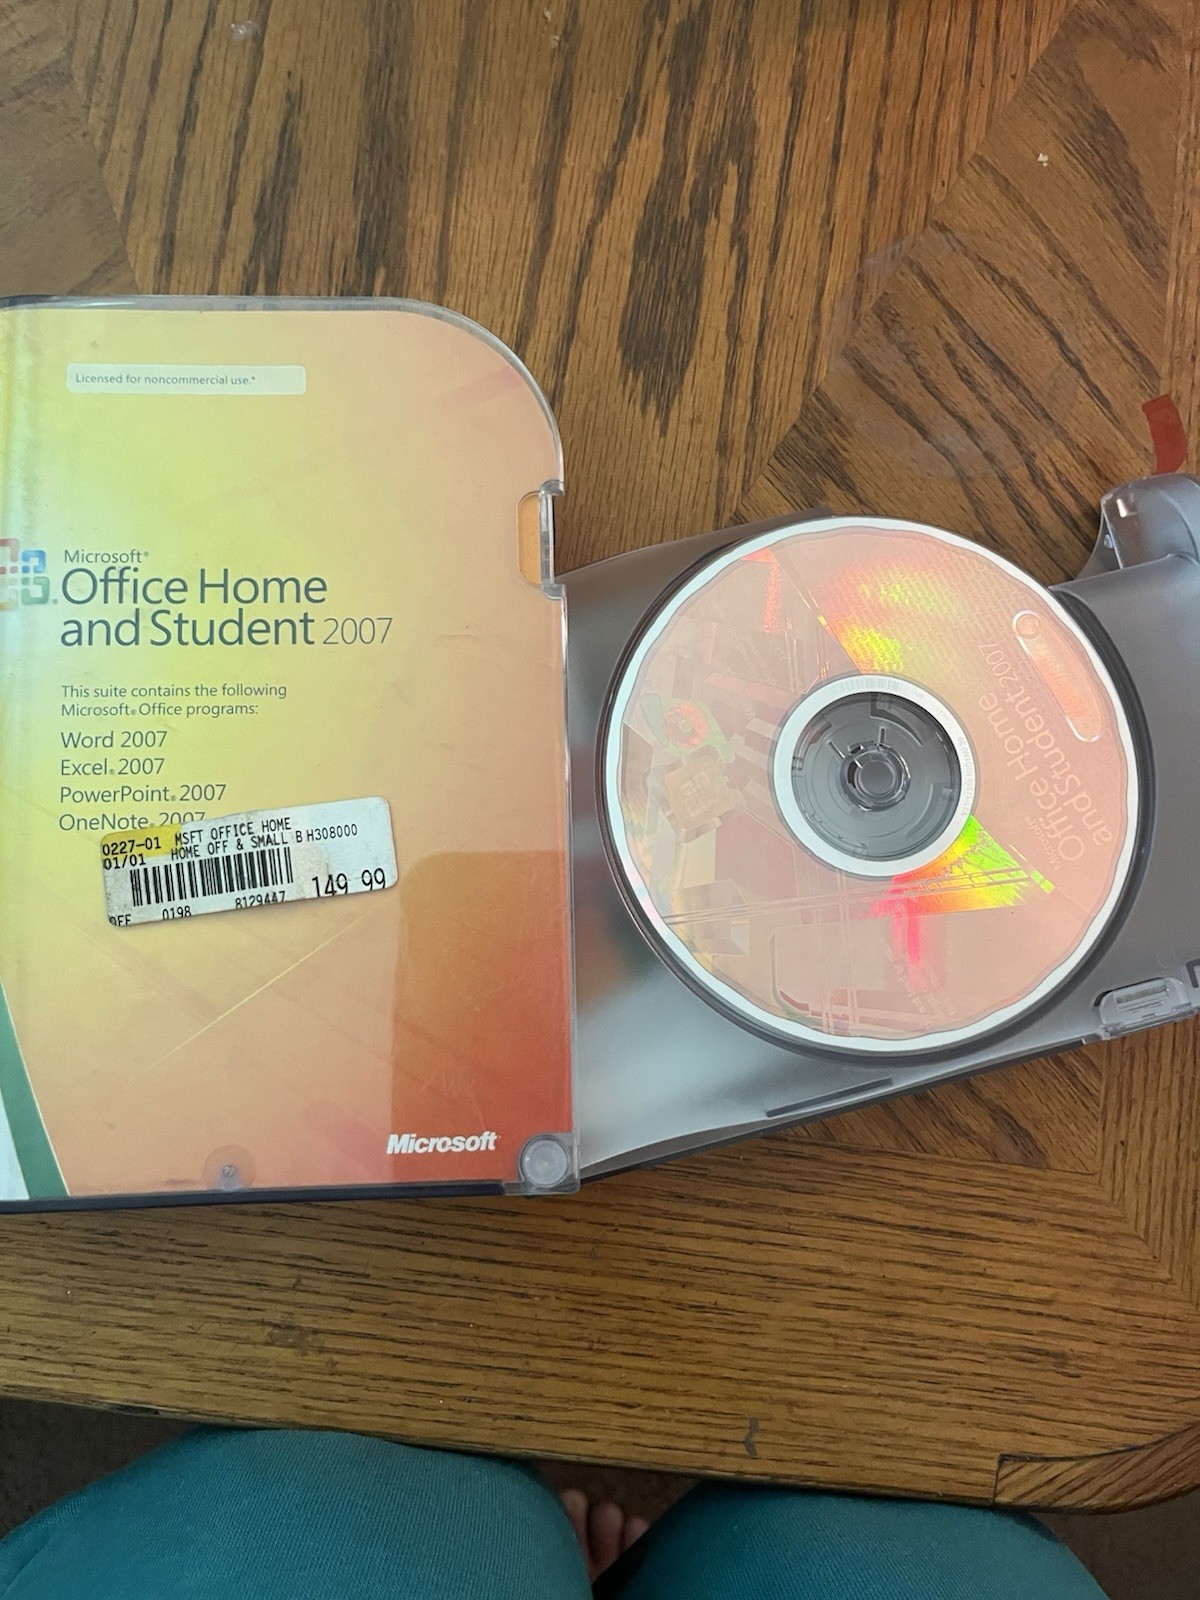 Licensed for noncommercial use.*
Microsoft®
Office Home
and Student 2007
This suite contains the following
Microsoft® Office programs:
Word 2007
Excel® 2007
PowerPoint® 2007
OneNote® 2007
0227-01 MSFT OFFICE HOME
01/01 HOME OFF & SMALL B H308000
149 99
0198 8129447
Microsoft
Office Home
and Student 2007